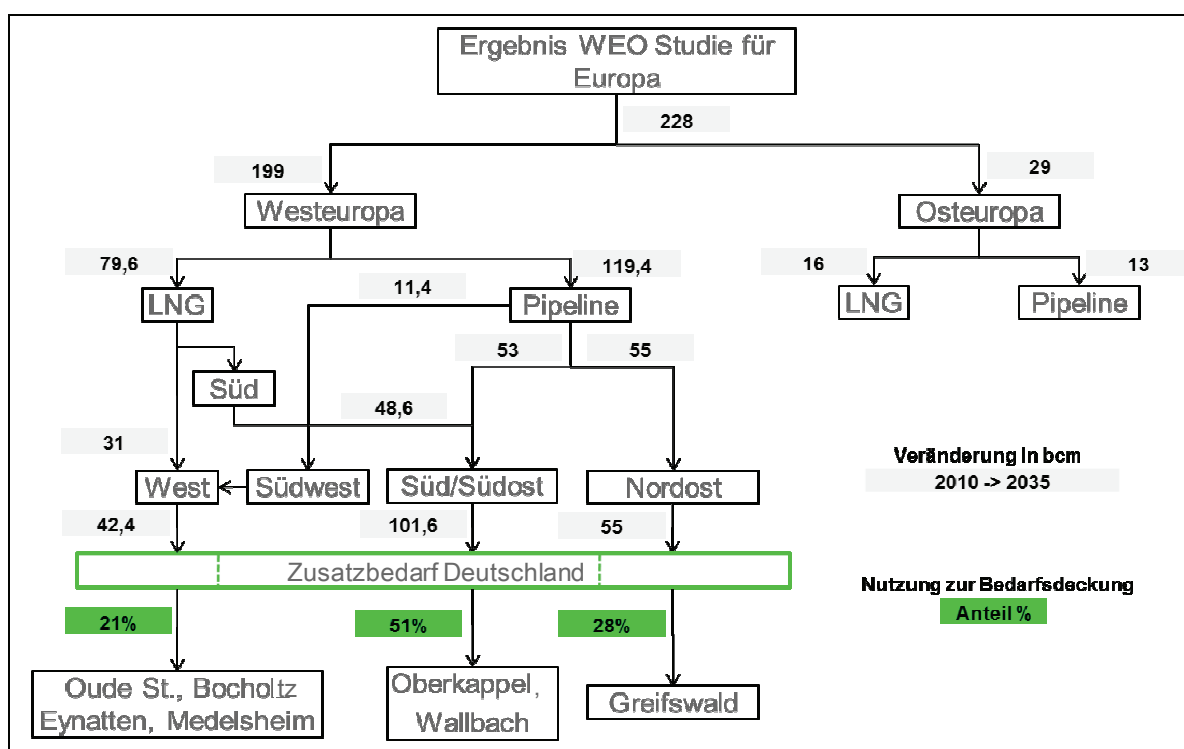 Ergebnis WEO Studie für
Europa
228
199
29
Westeuropa
Osteuropa
79,6
119,4
16
13
11,4
LNG
Pipeline
LNG
Pipeline
53
55
Süd
48,6
31
Veränderung in bcm
2010 -> 2035
West
Südwest
Süd/Südost
Nordost
42,4
101,6
55
Zusatzbedarf Deutschland
Nutzung zur Bedarfsdeckung
Anteil %
21%
51%
28%
Oude St., Bocholtz
Eynatten, Medelsheim
Oberkappel,
Wallbach
Greifswald